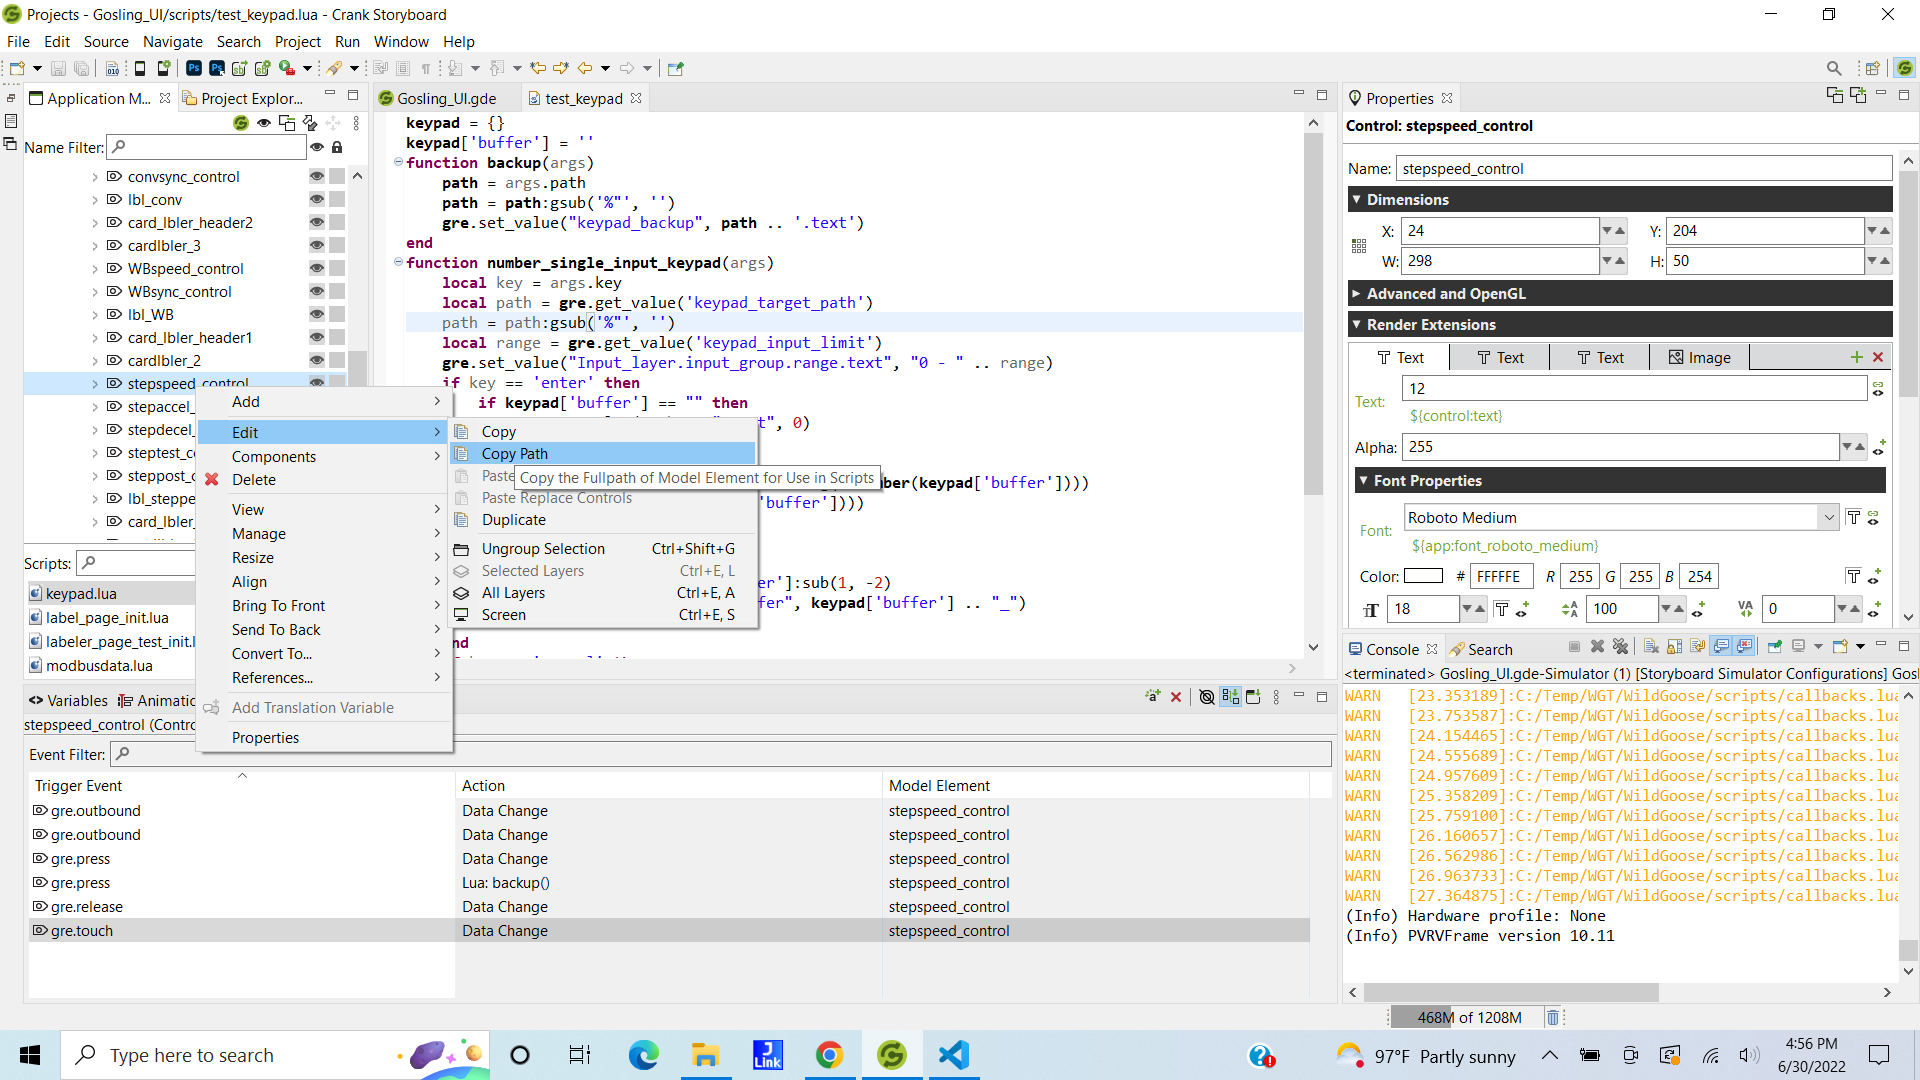 Projects - Gosling_UI/scripts/test_keypad.lua - Crank Storyboard
File Edit Source Navigate Search Project Run Window Help
Application M...
Project Explor...
Name Filter:
convsync_control
lbl_conv
card_lbler_header2
cardlbler_3
WBspeed_control
WBsync_control
lbl_WB
card_lbler_header1
cardlbler_2
stepspeed_control
stepaccel_
stepdecel_
steptest_co
steppost_c
lbl_steppe
card_lbler_
Scripts:
keypad.lua
label_page_init.lua
labeler_page_test_init.l
modbusdata.lua
Add
Edit
Components
Delete
View
Manage
Resize
Align
Bring To Front
Send To Back
Convert To...
References...
Add Translation Variable
Properties
Copy
Copy Path
Paste
Copy the Fullpath of Model Element for Use in Scripts
Paste Replace Controls
Duplicate
Ungroup Selection Ctrl+Shift+G
Selected Layers Ctrl+E, L
All Layers Ctrl+E, A
Screen Ctrl+E, S
Gosling_UI.gde
test_keypad
keypad = {}
keypad['buffer'] = ''
function backup(args)
path = args.path
path = path:gsub('%"', '')
gre.set_value("keypad_backup", path .. '.text')
end
function number_single_input_keypad(args)
local key = args.key
local path = gre.get_value('keypad_target_path')
path = path:gsub('%"', '')
local range = gre.get_value('keypad_input_limit')
gre.set_value("Input_layer.input_group.range.text", "0 - " .. range)
if key == 'enter' then
if keypad['buffer'] == "" then
t", 0)
mber(keypad['buffer'])))
'buffer'])))
er']:sub(1, -2)
fer", keypad['buffer'] .. "_")
nd
Variables
Animatio
stepspeed_control (Contro
Event Filter:
Trigger Event Action Model Element
gre.outbound Data Change stepspeed_control
gre.outbound Data Change stepspeed_control
gre.press Data Change stepspeed_control
gre.press Lua: backup() stepspeed_control
gre.release Data Change stepspeed_control
gre.touch Data Change stepspeed_control
Properties
Control: stepspeed_control
Name: stepspeed_control
Dimensions
X: 24 Y: 204
W: 298 H: 50
Advanced and OpenGL
Render Extensions
Text Text Text Image
Text: 12
${control:text}
Alpha: 255
Font Properties
Font: Roboto Medium
${app:font_roboto_medium}
Color: # FFFFFE R 255 G 255 B 254
18 100 VA 0
Console
Search
<terminated> Gosling_UI.gde-Simulator (1) [Storyboard Simulator Configurations] Gosl
WARN [23.353189]:C:/Temp/WGT/WildGoose/scripts/callbacks.lua
WARN [23.753587]:C:/Temp/WGT/WildGoose/scripts/callbacks.lua
WARN [24.154465]:C:/Temp/WGT/WildGoose/scripts/callbacks.lua
WARN [24.555689]:C:/Temp/WGT/WildGoose/scripts/callbacks.lua
WARN [24.957609]:C:/Temp/WGT/WildGoose/scripts/callbacks.lua
WARN [25.358209]:C:/Temp/WGT/WildGoose/scripts/callbacks.lua
WARN [25.759100]:C:/Temp/WGT/WildGoose/scripts/callbacks.lua
WARN [26.160657]:C:/Temp/WGT/WildGoose/scripts/callbacks.lua
WARN [26.562986]:C:/Temp/WGT/WildGoose/scripts/callbacks.lua
WARN [26.963733]:C:/Temp/WGT/WildGoose/scripts/callbacks.lua
WARN [27.364875]:C:/Temp/WGT/WildGoose/scripts/callbacks.lua
(Info) Hardware profile: None
(Info) PVRVFrame version 10.11
468M of 1208M
Type here to search
J
Link
97°F Partly sunny
4:56 PM
6/30/2022